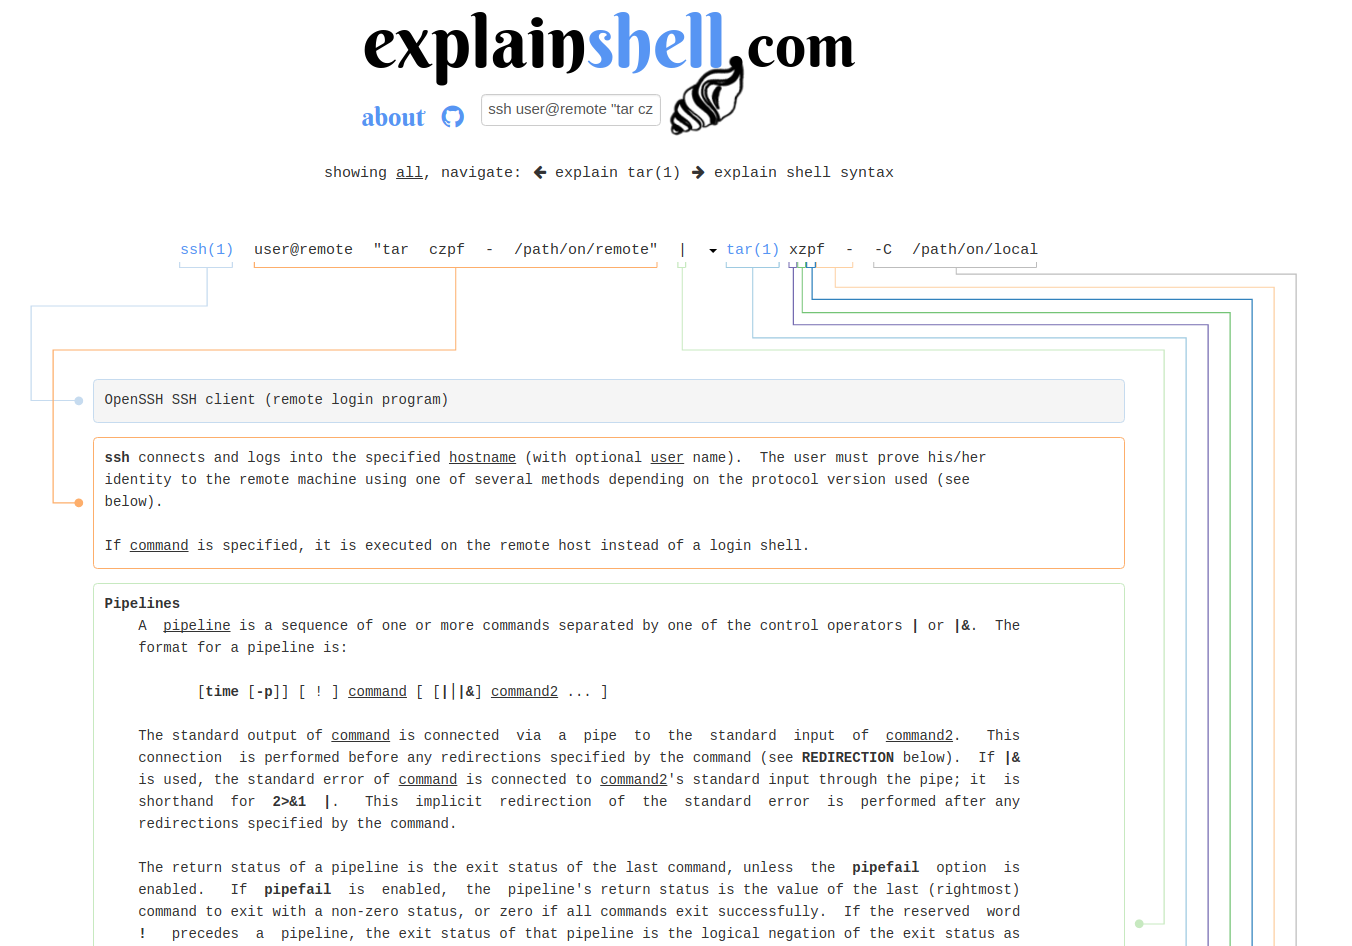 explainshell.com
about ssh user@remote "tar cz
showing all, navigate: explain tar(1) explain shell syntax
ssh(1) user@remote "tar czpf - /path/on/remote" | tar(1) xzpf - -C /path/on/local
OpenSSH SSH client (remote login program)
ssh connects and logs into the specified hostname (with optional user name). The user must prove his/her
identity to the remote machine using one of several methods depending on the protocol version used (see
below).
If command is specified, it is executed on the remote host instead of a login shell.
Pipelines
A pipeline is a sequence of one or more commands separated by one of the control operators | or |&. The
format for a pipeline is:
[time [-p]] [ ! ] command [ [|│|&] command2 ... ]
The standard output of command is connected via a pipe to the standard input of command2. This
connection is performed before any redirections specified by the command (see REDIRECTION below). If |&
is used, the standard error of command is connected to command2's standard input through the pipe; it is
shorthand for 2>&1 |. This implicit redirection of the standard error is performed after any
redirections specified by the command.
The return status of a pipeline is the exit status of the last command, unless the pipefail option is
enabled. If pipefail is enabled, the pipeline's return status is the value of the last (rightmost)
command to exit with a non-zero status, or zero if all commands exit successfully. If the reserved word
! precedes a pipeline, the exit status of that pipeline is the logical negation of the exit status as